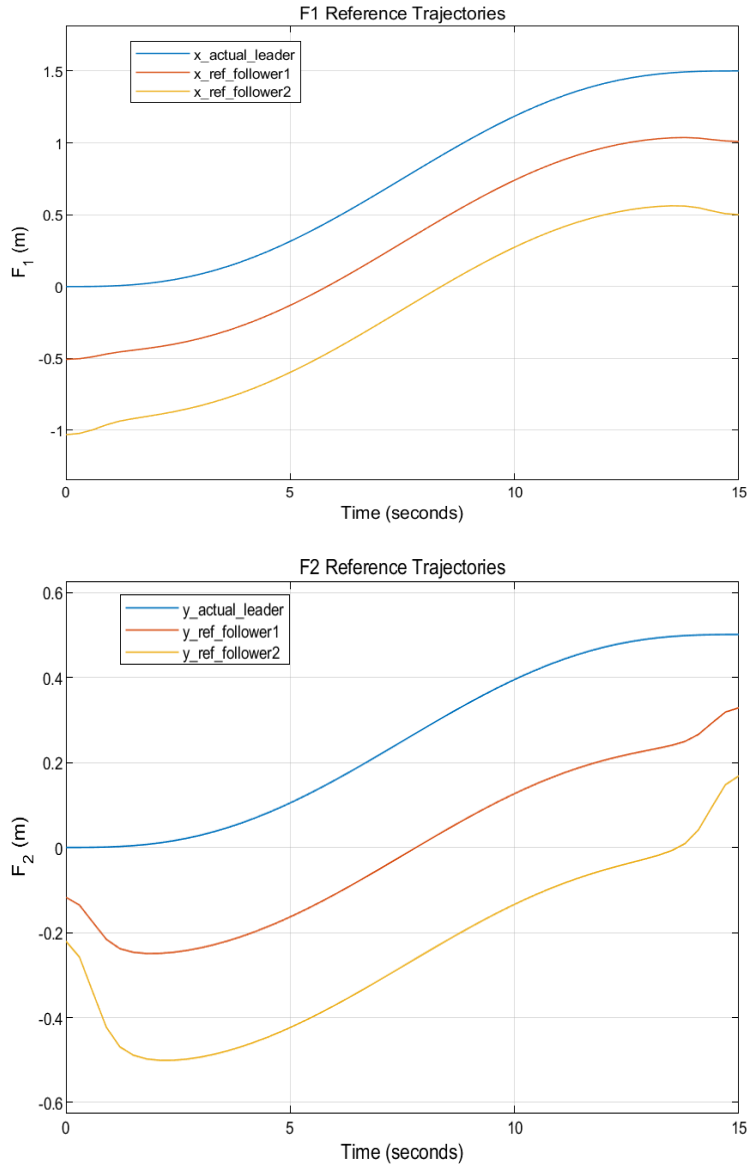 F1 Reference Trajectories
x_actual_leader
x_ref_follower1
x_ref_follower2
1.5
1
0.5
0
-0.5
-1
F_1 (m)
0
5
10
15
Time (seconds)
F2 Reference Trajectories
y_actual_leader
y_ref_follower1
y_ref_follower2
0.6
0.4
0.2
0
-0.2
-0.4
-0.6
F_2 (m)
0
5
10
15
Time (seconds)